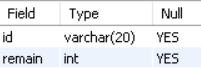 Field Type Null
id varchar(20) YES
remain int YES